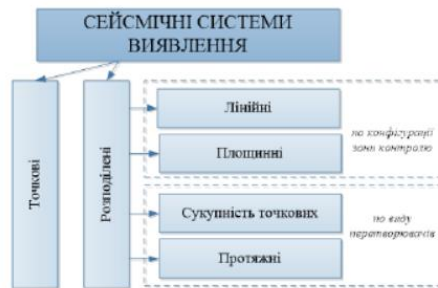 СЕЙСМІЧНІ СИСТЕМИ
ВИЯВЛЕННЯ
Точкові
Розподілені
Лінійні
Площинні
по конфігурації
зони контролю
Сукупність точкових
Протяжні
по виду
перетворювачів